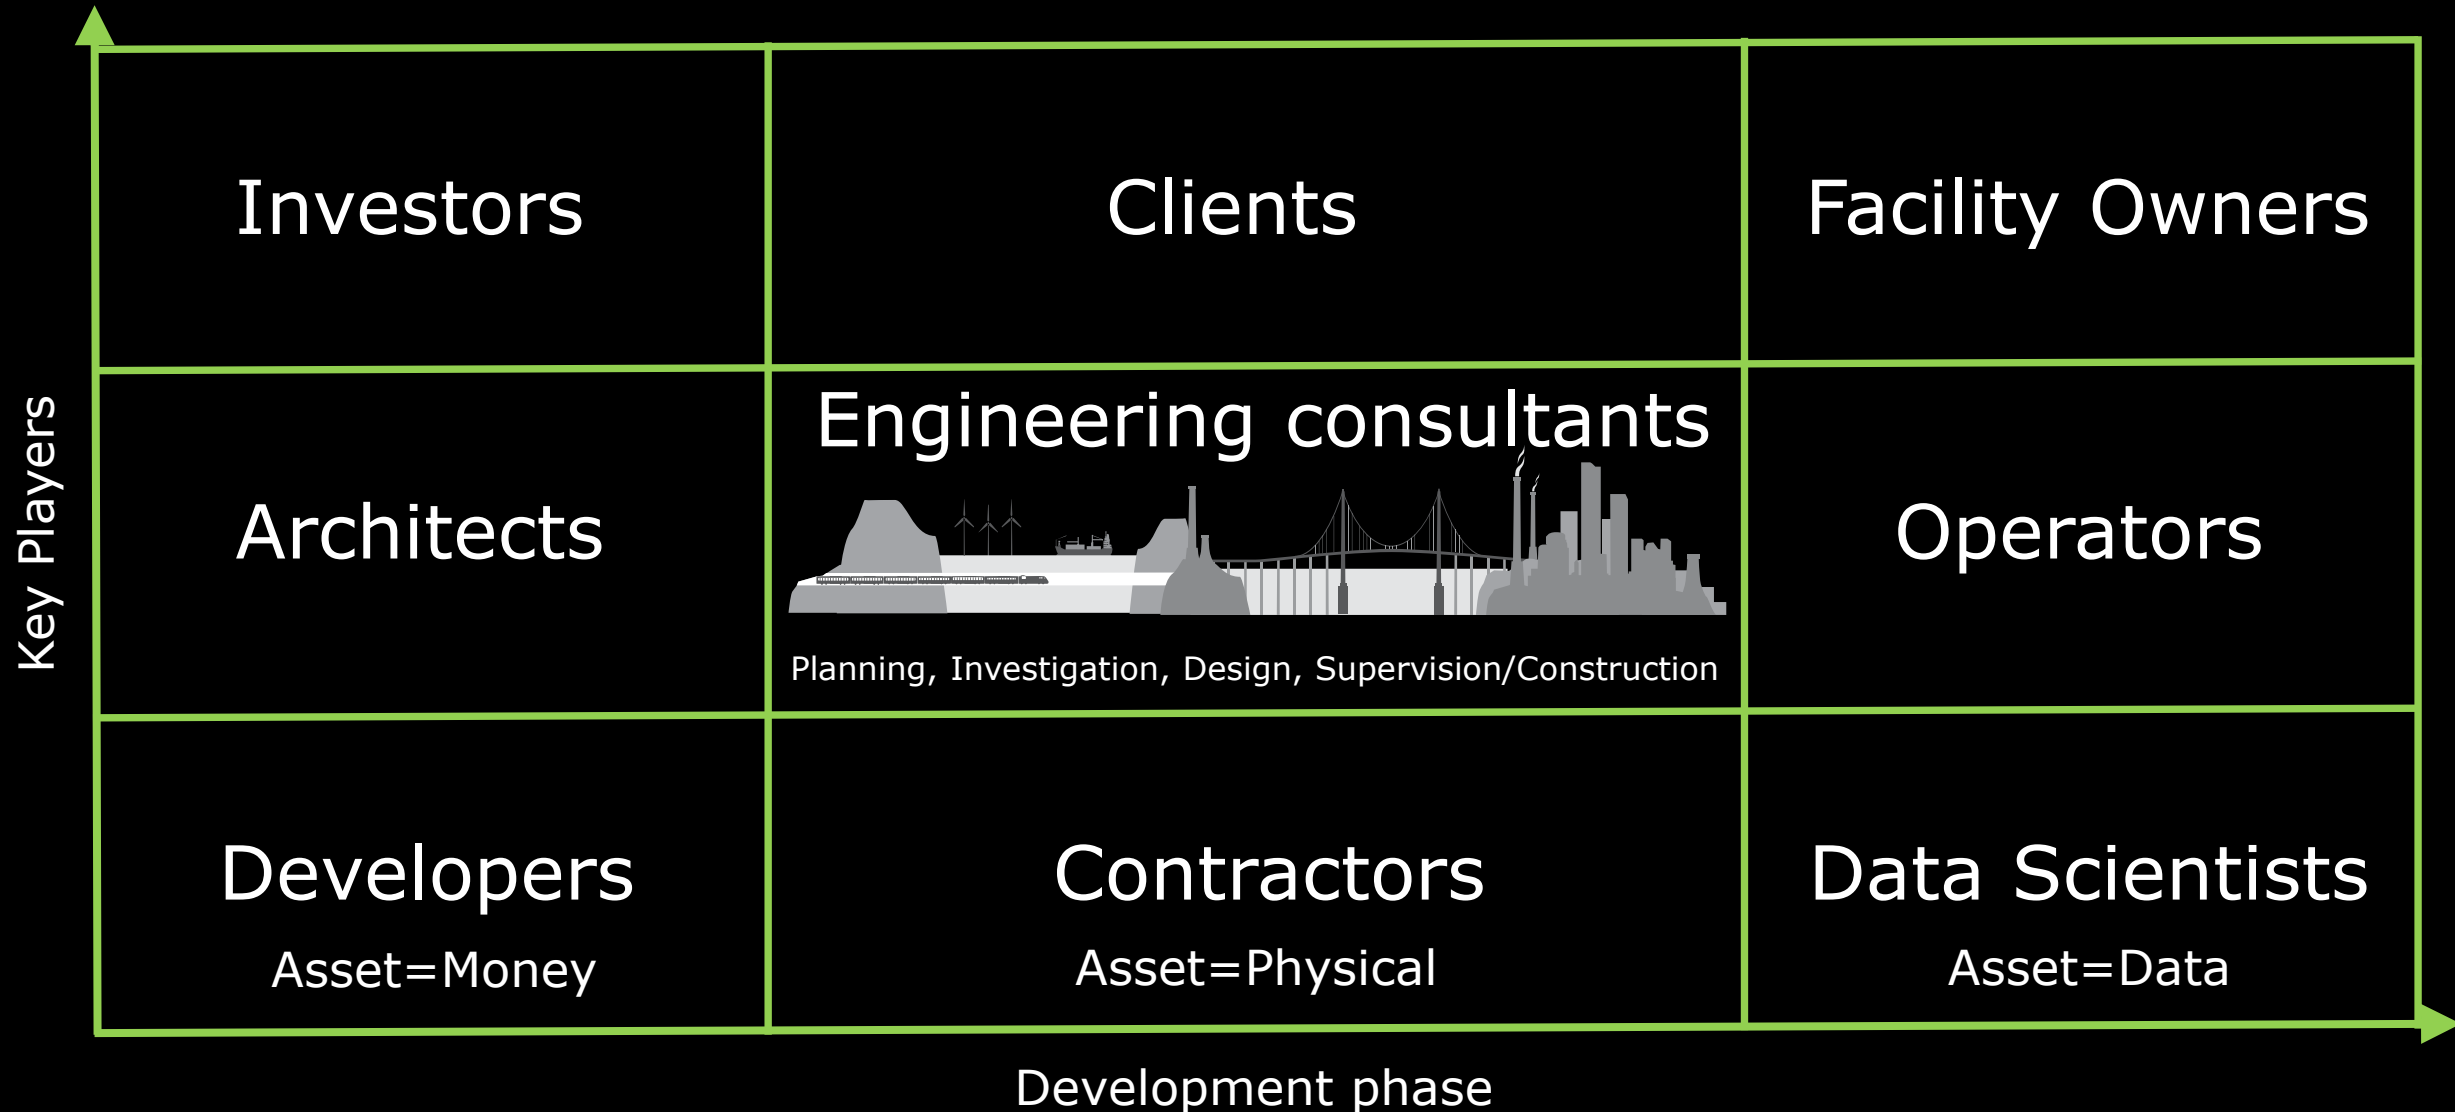 Investors
Clients
Facility Owners
Key Players
Architects
Engineering consultants
Planning, Investigation, Design, Supervision/Construction
Operators
Developers
Asset=Money
Contractors
Asset=Physical
Data Scientists
Asset=Data
Development phase